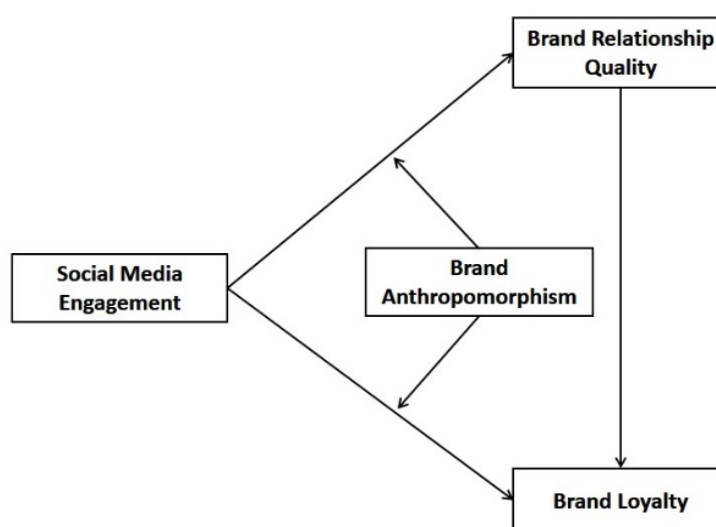 Brand Relationship
Quality
Social Media
Engagement
Brand
Anthropomorphism
Brand Loyalty